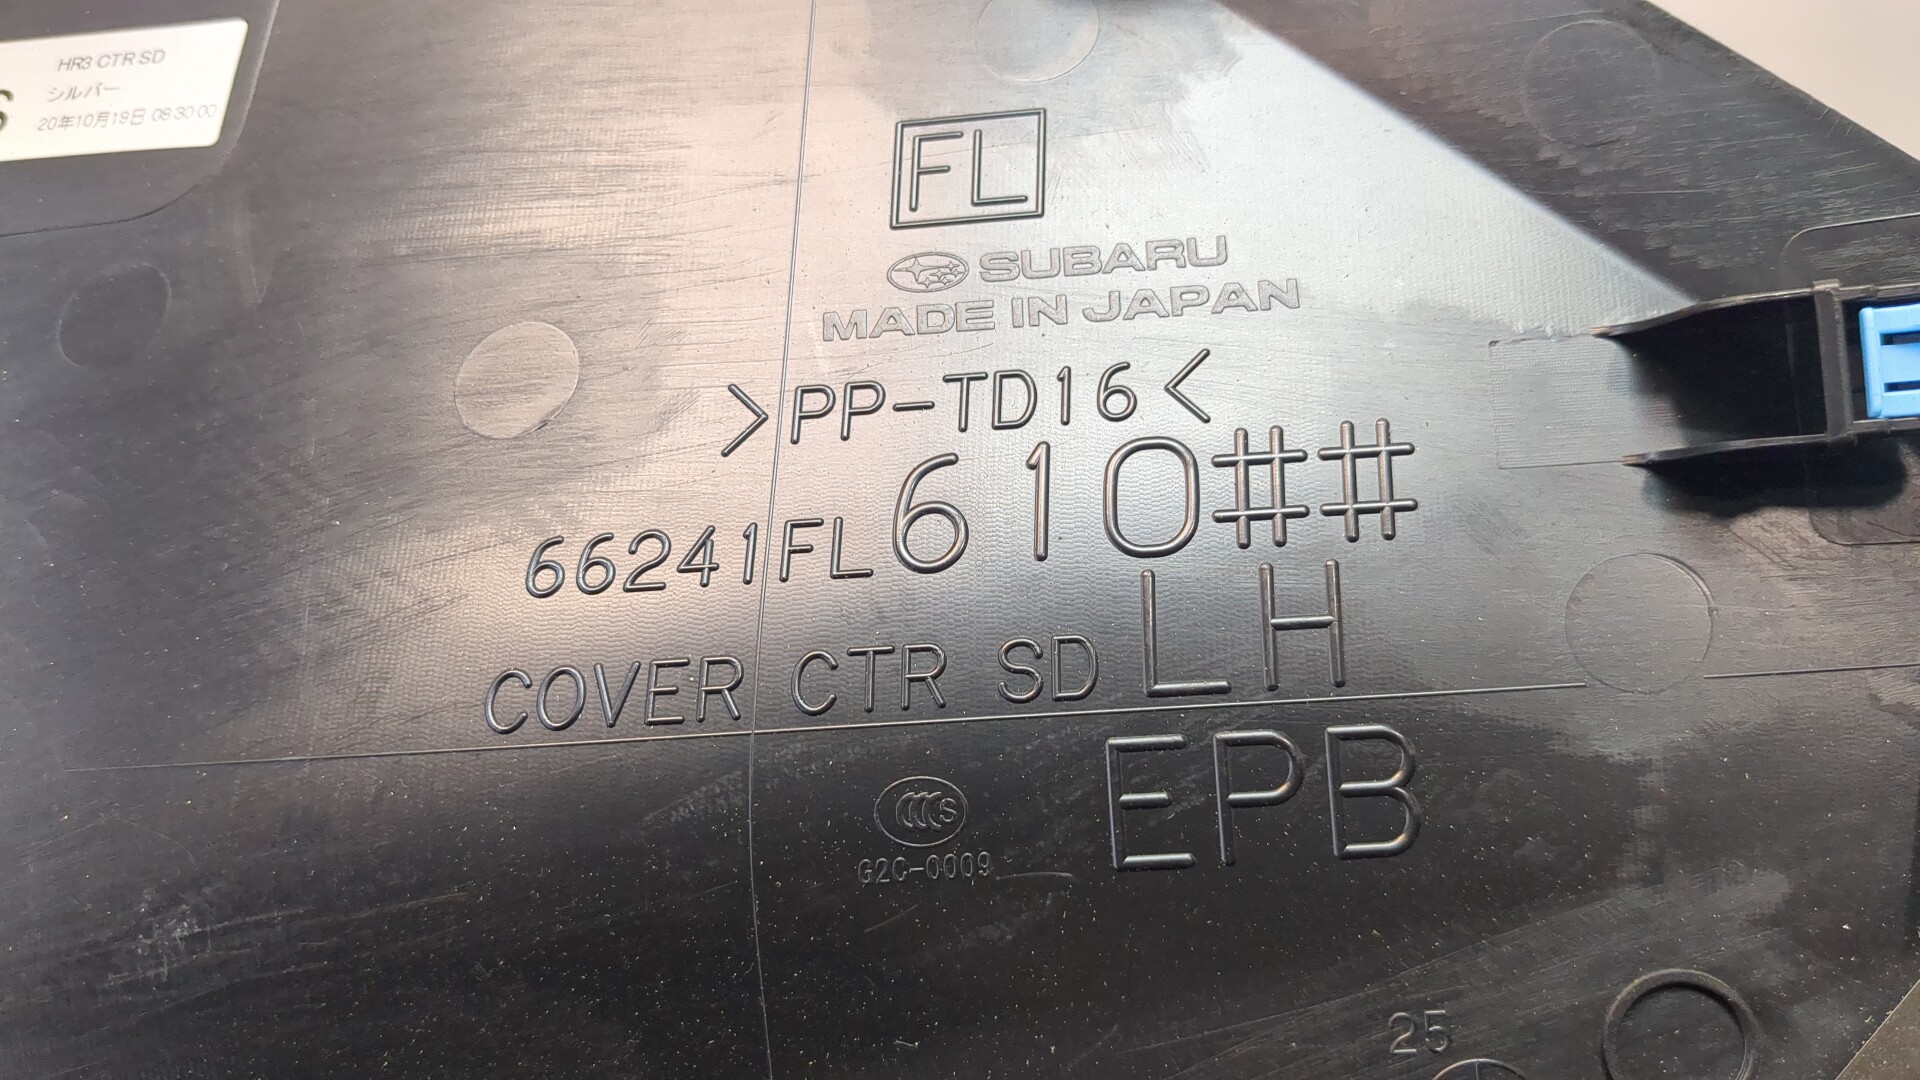 HR3 CTR SD
シルバー
20年10月19日 08:30:00
S
FL
SUBARU
MADE IN JAPAN
>PP-TD16<
66241FL610##
COVER CTR SD LH
EPB
CCCS
G2C-0009
25